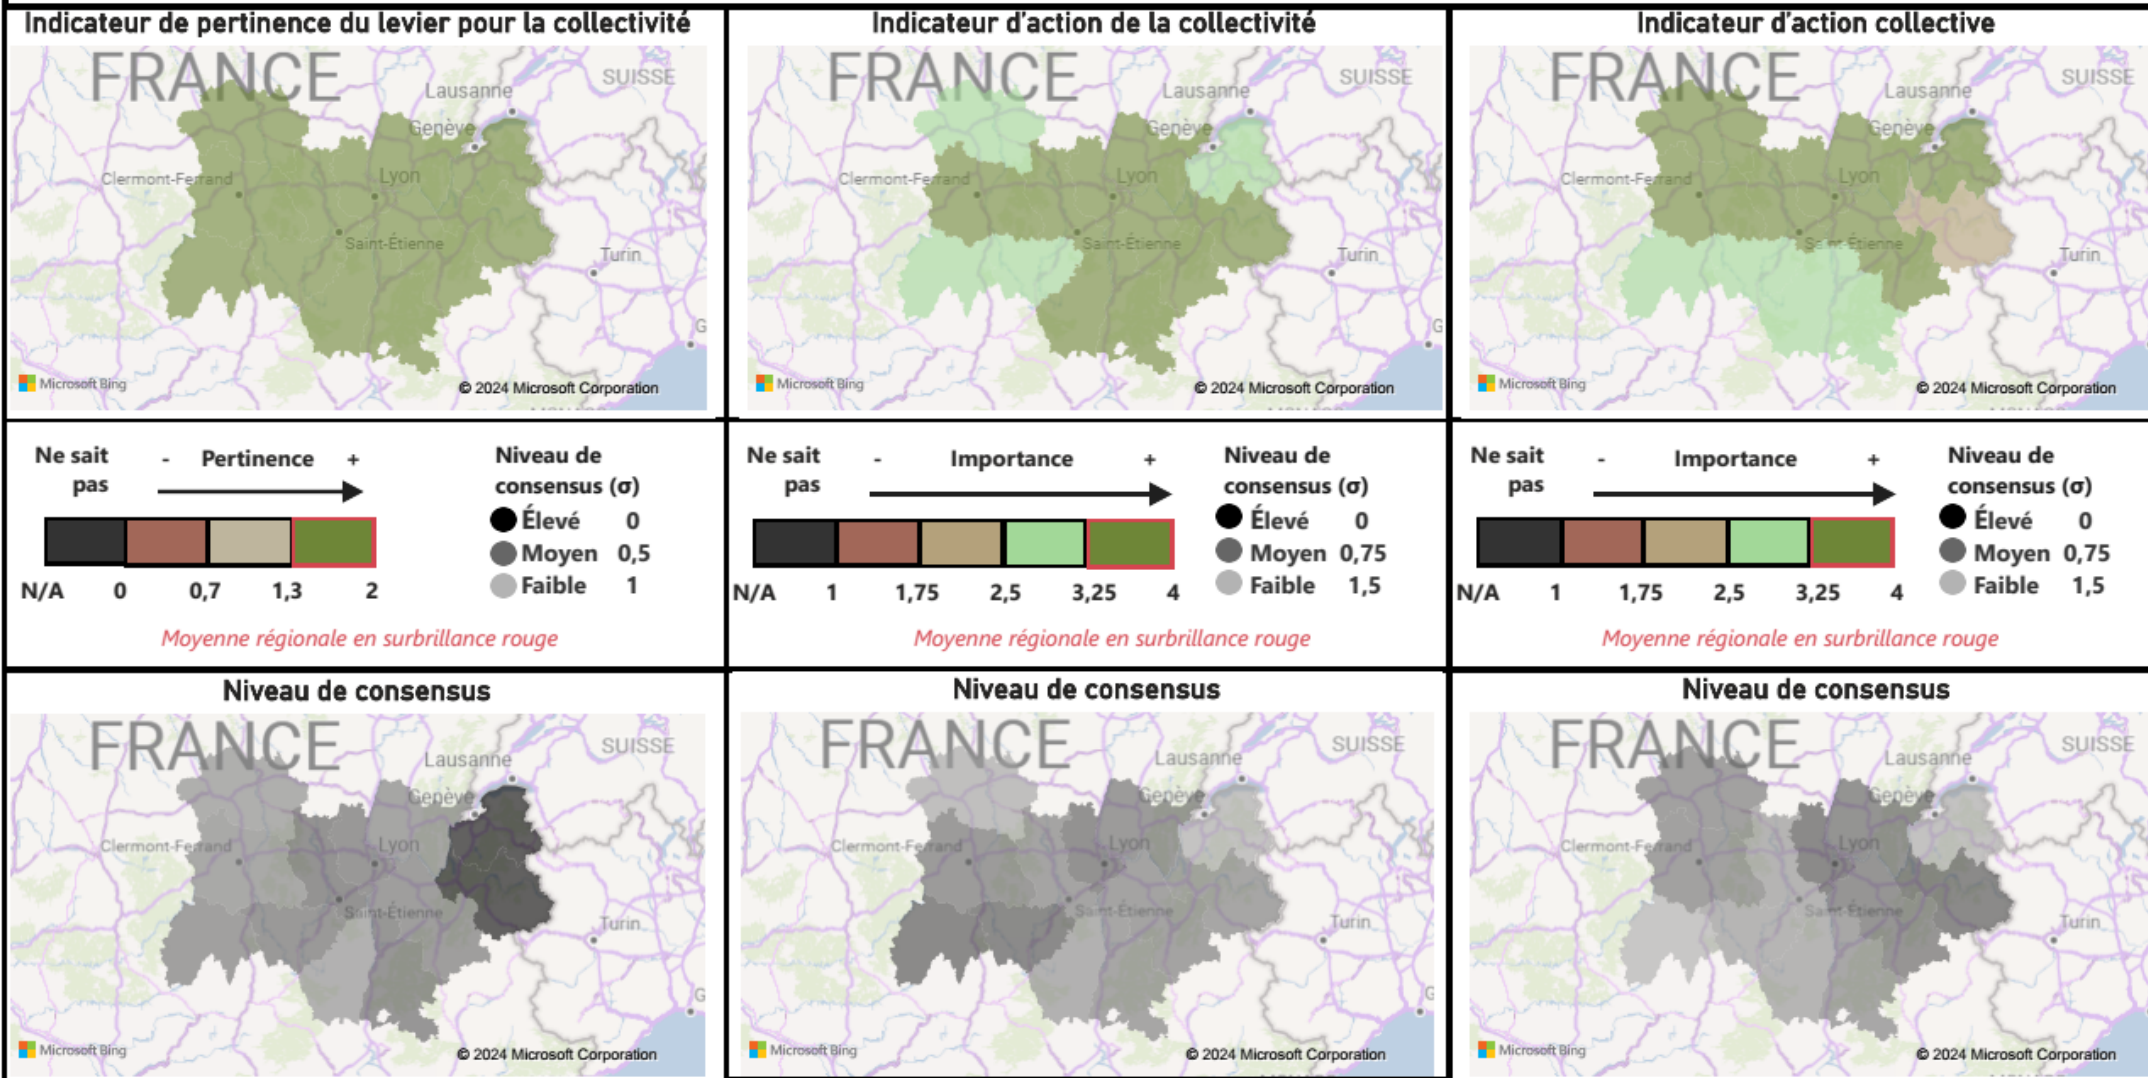 Indicateur de pertinence du levier pour la collectivité
FRANCE
SUISSE
Lausanne
Genève
Clermont-Ferrand
Lyon
Saint-Étienne
Turin
G
Microsoft Bing
© 2024 Microsoft Corporation
Indicateur d'action de la collectivité
FRANCE
SUISSE
Lausanne
Genève
Clermont-Ferrand
Lyon
Saint-Étienne
Turin
G
Microsoft Bing
© 2024 Microsoft Corporation
Indicateur d'action collective
FRANCE
SUISSE
Lausanne
Genève
Clermont-Ferrand
Lyon
Saint-Étienne
Turin
Microsoft Bing
© 2024 Microsoft Corporation
Ne sait
pas
- Pertinence +
N/A 0 0,7 1,3 2
Niveau de
consensus (σ)
Élevé 0
Moyen 0,5
Faible 1
Moyenne régionale en surbrillance rouge
Ne sait
pas
- Importance +
N/A 1 1,75 2,5 3,25 4
Niveau de
consensus (σ)
Élevé 0
Moyen 0,75
Faible 1,5
Moyenne régionale en surbrillance rouge
Ne sait
pas
- Importance +
N/A 1 1,75 2,5 3,25 4
Niveau de
consensus (σ)
Élevé 0
Moyen 0,75
Faible 1,5
Moyenne régionale en surbrillance rouge
Niveau de consensus
FRANCE
SUISSE
Lausanne
Genève
Clermont-Ferrand
Lyon
Saint-Étienne
Turin
G
Microsoft Bing
© 2024 Microsoft Corporation
Niveau de consensus
FRANCE
SUISSE
Lausanne
Genève
Clermont-Ferrand
Lyon
Saint-Étienne
Turin
G
Microsoft Bing
© 2024 Microsoft Corporation
Niveau de consensus
FRANCE
SUISSE
Lausanne
Genève
Clermont-Ferrand
Lyon
Saint-Étienne
Turin
Microsoft Bing
© 2024 Microsoft Corporation